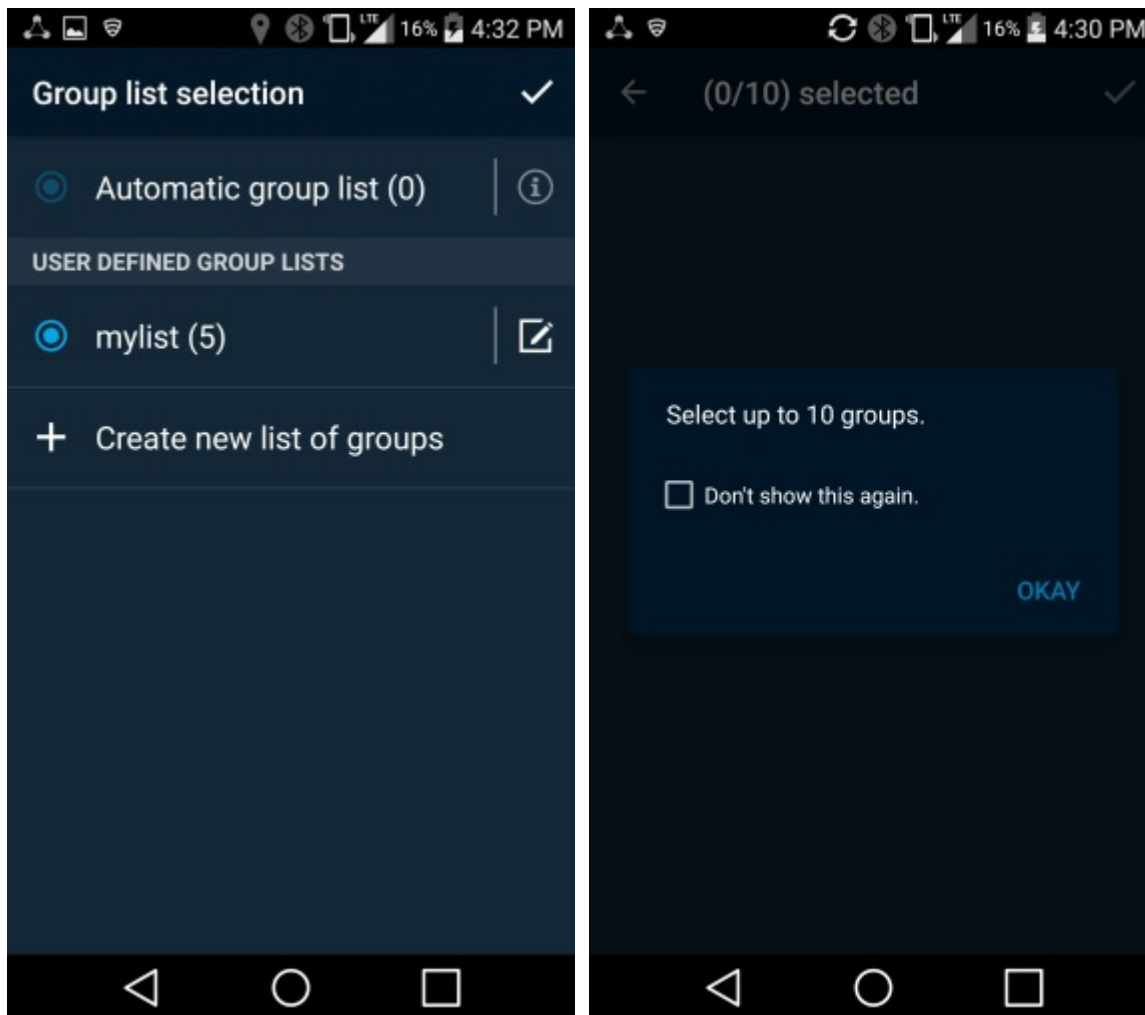 LTE 16% 4:32 PM
Group list selection
Automatic group list (0)
USER DEFINED GROUP LISTS
mylist (5)
Create new list of groups
LTE 16% 4:30 PM
(0/10) selected
Select up to 10 groups.
Don't show this again.
OKAY